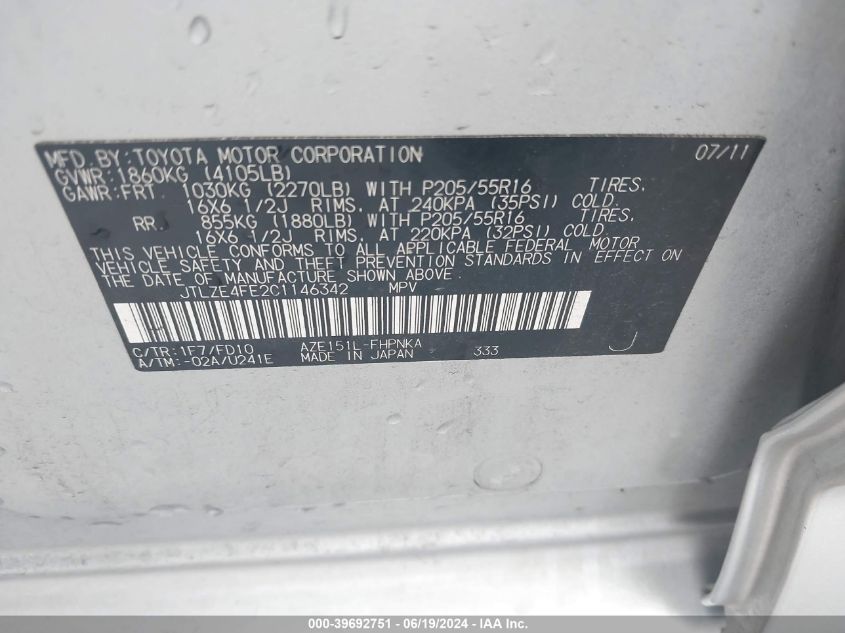 MFD. BY: TOYOTA MOTOR CORPORATION 07/11
GVWR: 1860KG (4105LB)
GAWR: FRT 1030KG (2270LB) WITH P205/55R16 TIRES,
16X6 1/2J RIMS, AT 240KPA (35PSI) COLD.
RR 855KG (1880LB) WITH P205/55R16 TIRES,
16X6 1/2J RIMS, AT 220KPA (32PSI) COLD.
THIS VEHICLE CONFORMS TO ALL APPLICABLE FEDERAL MOTOR
VEHICLE SAFETY AND THEFT PREVENTION STANDARDS IN EFFECT ON
THE DATE OF MANUFACTURE SHOWN ABOVE.
JTLZE4FE2C1146342 MPV
C/TR: 1F7/FD10 AZE151L-FHPNKA
A/TM: -02A/U241E MADE IN JAPAN 333 J
000-39692751 - 06/19/2024 - IAA Inc.